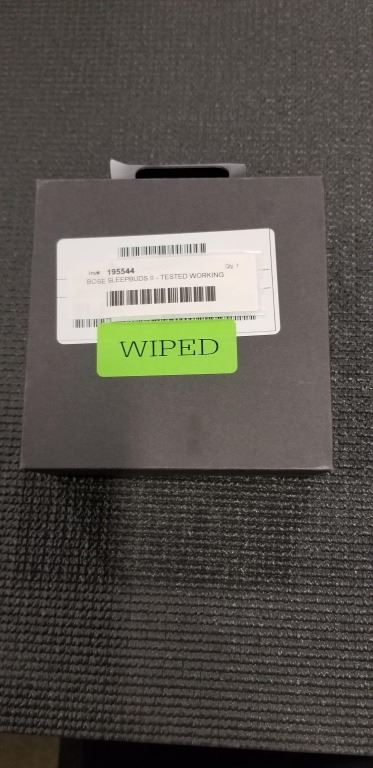 Inv#: 195544 Qty: 1
BOSE SLEEPBUDS II - TESTED WORKING
WIPED